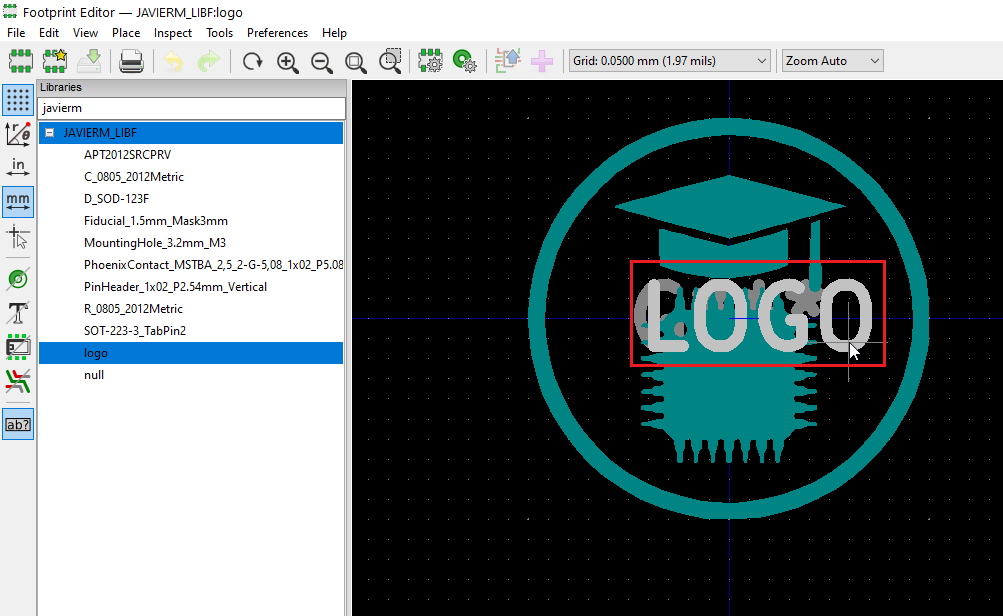 Footprint Editor — JAVIERM_LIBF:logo
File Edit View Place Inspect Tools Preferences Help
Grid: 0.0500 mm (1.97 mils) Zoom Auto
Libraries
javierm
JAVIERM_LIBF
APT2012SRCPRV
C_0805_2012Metric
D_SOD-123F
Fiducial_1.5mm_Mask3mm
MountingHole_3.2mm_M3
PhoenixContact_MSTBA_2,5_2-G-5,08_1x02_P5.08
PinHeader_1x02_P2.54mm_Vertical
R_0805_2012Metric
SOT-223-3_TabPin2
logo
null
in
mm
T
ab?
LOGO